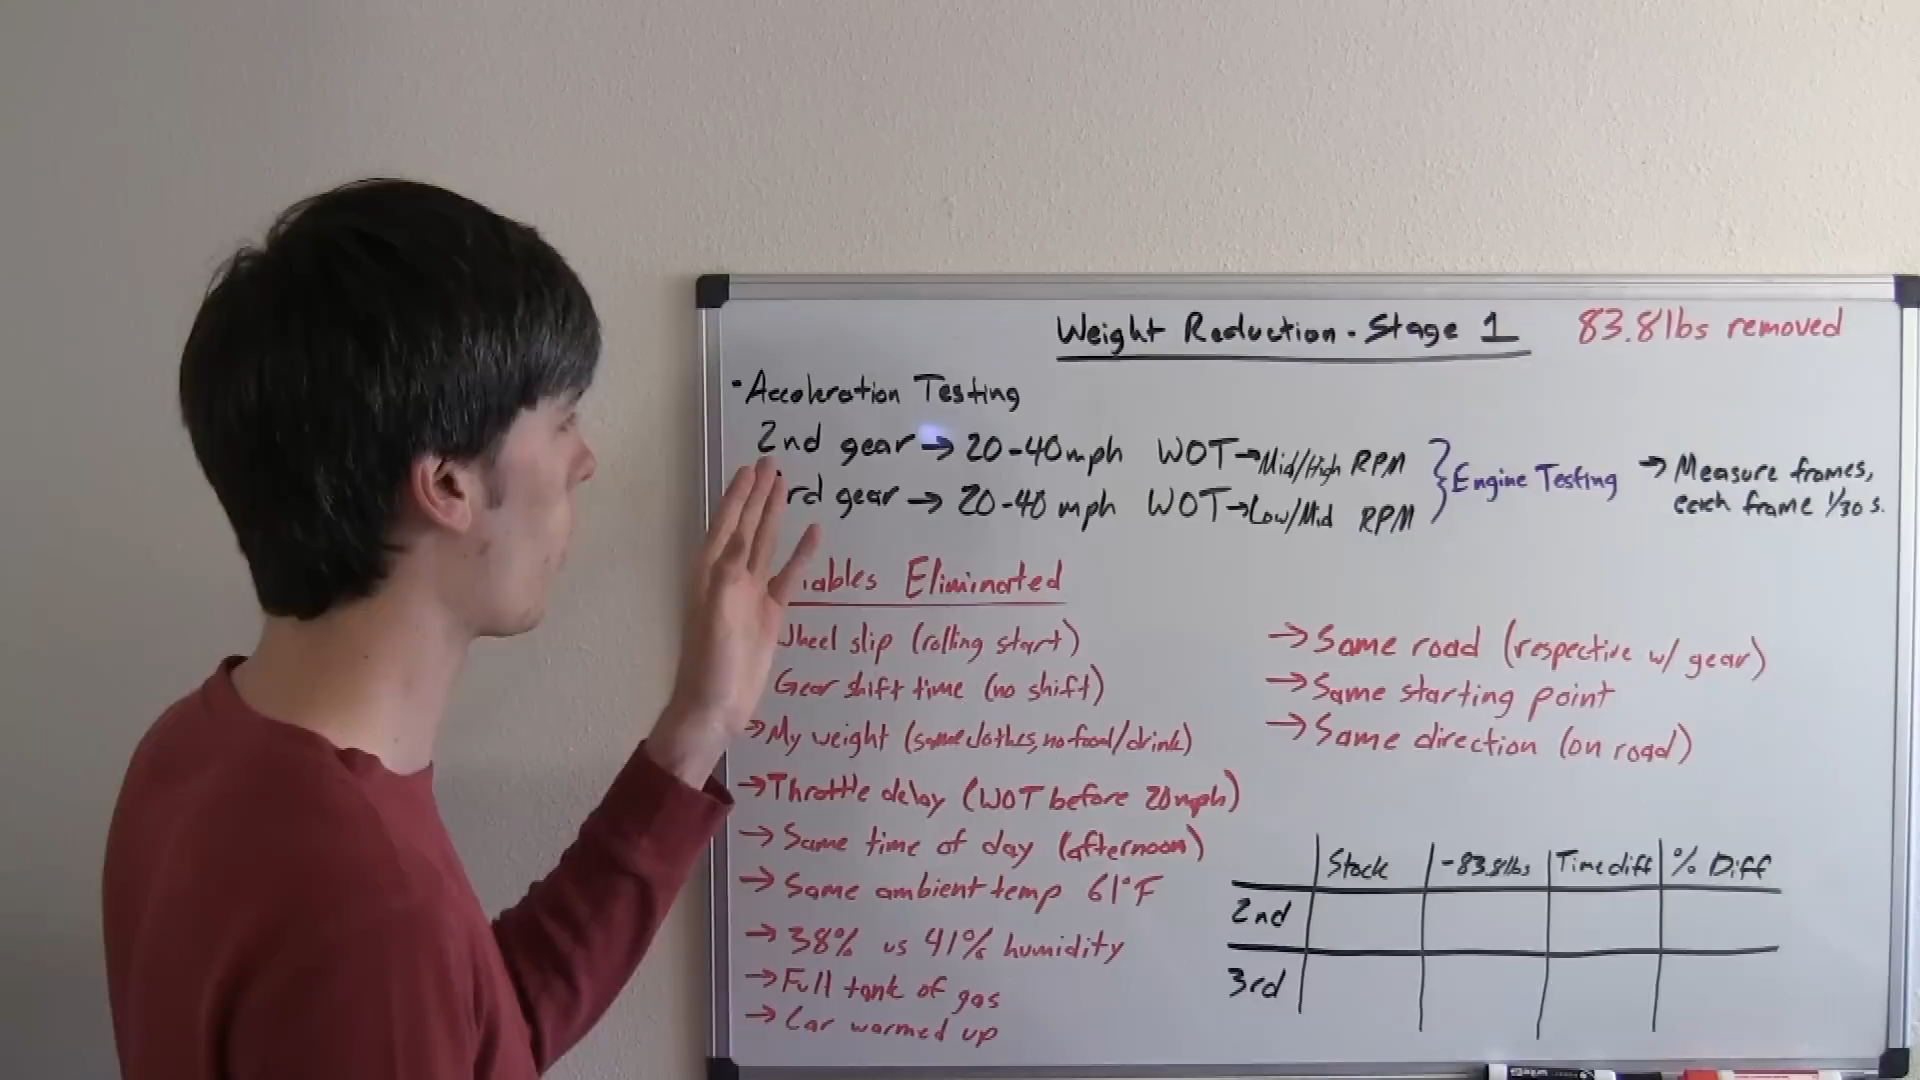 Weight Reduction - Stage 1
83.8lbs removed
• Acceleration Testing
2nd gear → 20-40mph WOT → Mid/High RPM
rd gear → 20-40 mph WOT → Low/Mid RPM
} Engine Testing
→ Measure frames,
each frame 1/30 s.
iables Eliminated
Wheel slip (rolling start)
Gear shift time (no shift)
→ My weight (same clothes, no food/drink)
→ Throttle delay (WOT before 20mph)
→ Same time of day (afternoon)
→ Same ambient temp 61°F
→ 38% vs 41% humidity
→ Full tank of gas
→ Car warmed up
→ Same road (respective w/ gear)
→ Same starting point
→ Same direction (on road)
Stock -83.8lbs Time diff % Diff
2nd
3rd